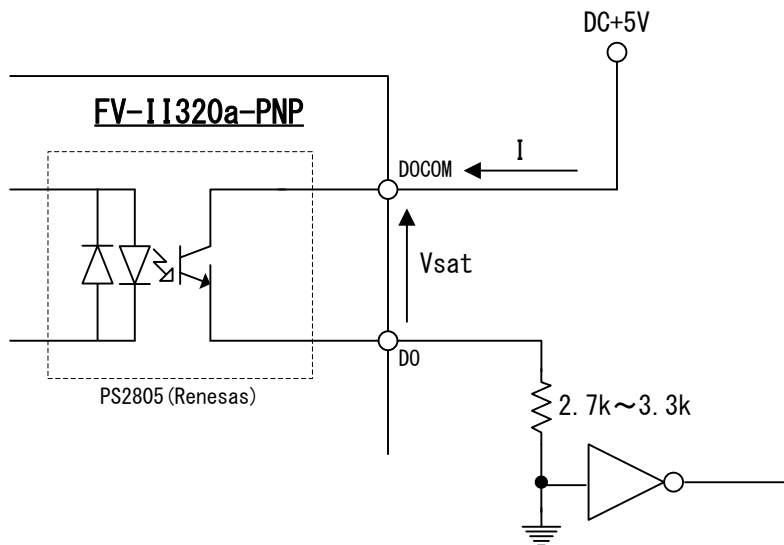 DC+5V
FV-II320a-PNP
DOCOM
I
Vsat
DO
PS2805(Renesas)
2.7k～3.3k